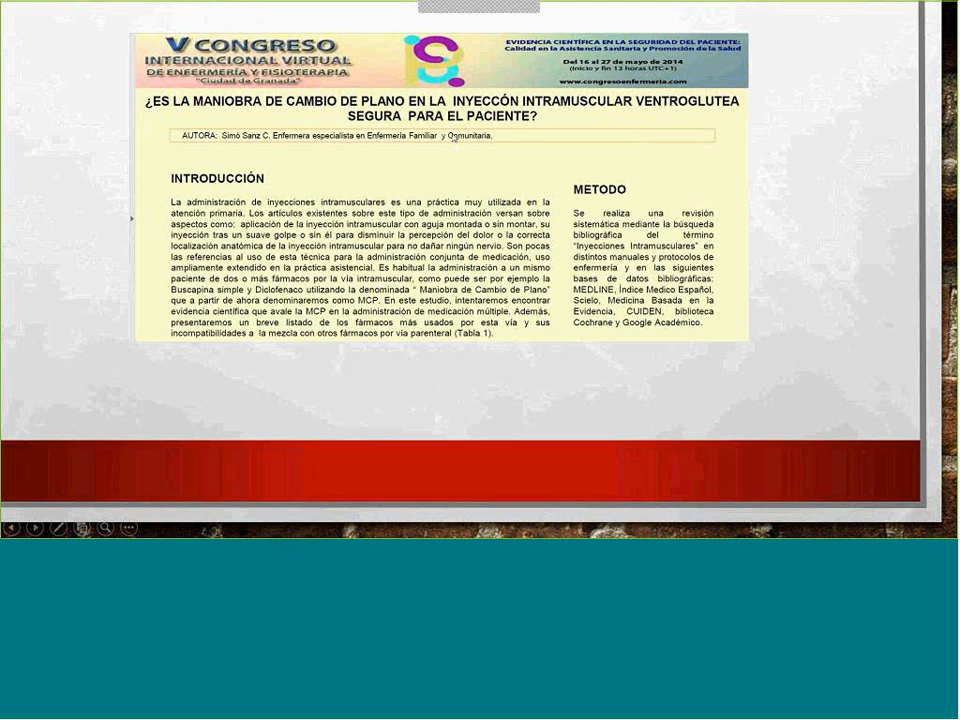 V CONGRESO
INTERNACIONAL VIRTUAL
DE ENFERMERÍA Y FISIOTERAPIA
"Ciudad de Granada"
EVIDENCIA CIENTÍFICA EN LA SEGURIDAD DEL PACIENTE:
Calidad en la Asistencia Sanitaria y Promoción de la Salud
Del 16 al 27 de mayo de 2014
(Inicio y fin 13 horas UTC+1)
www.congresoenfermeria.com
¿ES LA MANIOBRA DE CAMBIO DE PLANO EN LA INYECCÓN INTRAMUSCULAR VENTROGLUTEA
SEGURA PARA EL PACIENTE?
AUTORA: Simó Sanz C. Enfermera especialista en Enfermería Familiar y Comunitaria.
INTRODUCCIÓN
La administración de inyecciones intramusculares es una práctica muy utilizada en la
atención primaria. Los artículos existentes sobre este tipo de administración versan sobre
aspectos como: aplicación de la inyección intramuscular con aguja montada o sin montar, su
inyección tras un suave golpe o sin él para disminuir la percepción del dolor o la correcta
localización anatómica de la inyección intramuscular para no dañar ningún nervio. Son pocas
las referencias al uso de esta técnica para la administración conjunta de medicación, uso
ampliamente extendido en la práctica asistencial. Es habitual la administración a un mismo
paciente de dos o más fármacos por la vía intramuscular, como puede ser por ejemplo la
Buscapina simple y Diclofenaco utilizando la denominada " Maniobra de Cambio de Plano"
que a partir de ahora denominaremos como MCP. En este estudio, intentaremos encontrar
evidencia científica que avale la MCP en la administración de medicación múltiple. Además,
presentaremos un breve listado de los fármacos más usados por esta vía y sus
incompatibilidades a la mezcla con otros fármacos por vía parenteral (Tabla 1).
METODO
Se realiza una revisión
sistemática mediante la búsqueda
bibliográfica del término
"Inyecciones Intramusculares" en
distintos manuales y protocolos de
enfermería y en las siguientes
bases de datos bibliográficas:
MEDLINE, Índice Medico Español,
Scielo, Medicina Basada en la
Evidencia, CUIDEN, biblioteca
Cochrane y Google Académico.